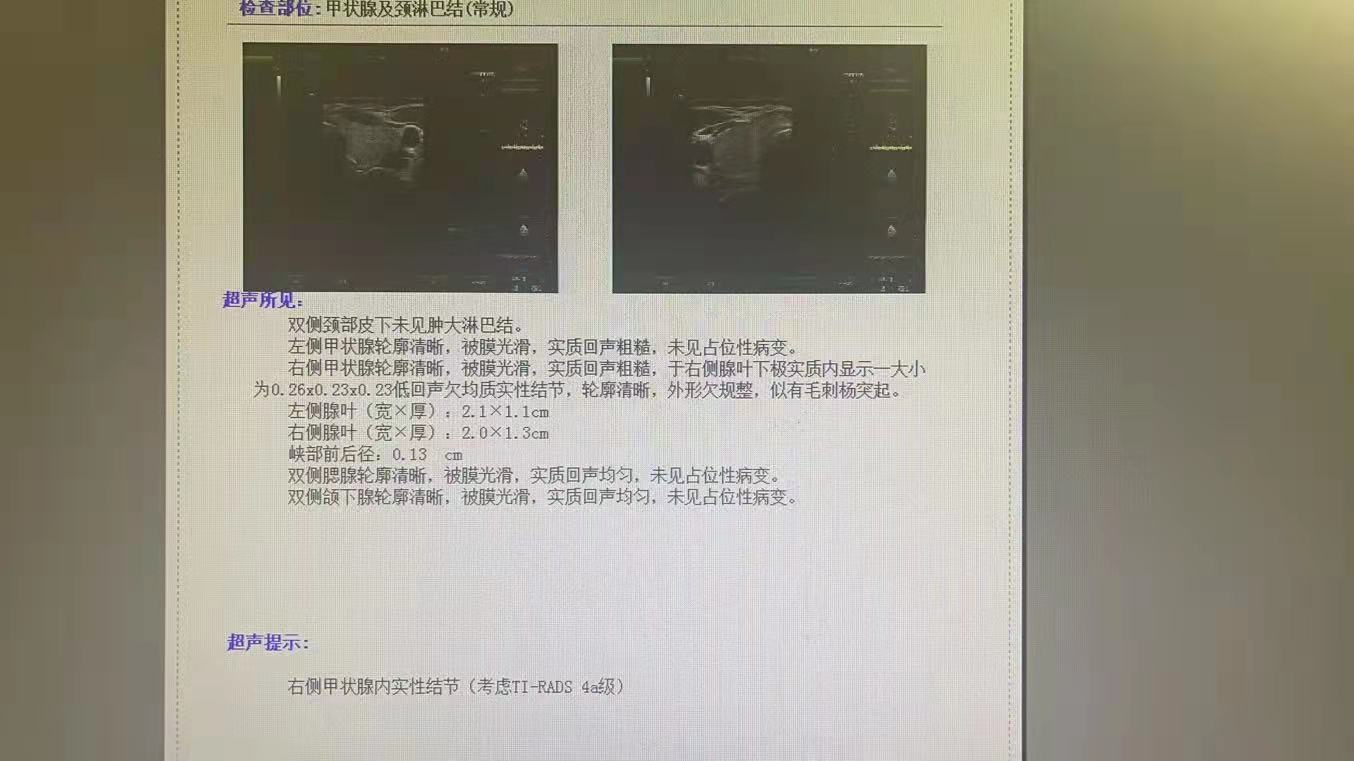 检查部位:甲状腺及颈淋巴结(常规)
超声所见:
双侧颈部皮下未见肿大淋巴结。
左侧甲状腺轮廓清晰，被膜光滑，实质回声粗糙，未见占位性病变。
右侧甲状腺轮廓清晰，被膜光滑，实质回声粗糙，于右侧腺叶下极实质内显示一大小
为0.26x0.23x0.23低回声欠均质实性结节，轮廓清晰，外形欠规整，似有毛刺杨突起。
左侧腺叶（宽×厚）：2.1×1.1cm
右侧腺叶（宽×厚）：2.0×1.3cm
峡部前后径：0.13 cm
双侧腮腺轮廓清晰，被膜光滑，实质回声均匀，未见占位性病变。
双侧颌下腺轮廓清晰，被膜光滑，实质回声均匀，未见占位性病变。
超声提示:
右侧甲状腺内实性结节（考虑TI-RADS 4a级）